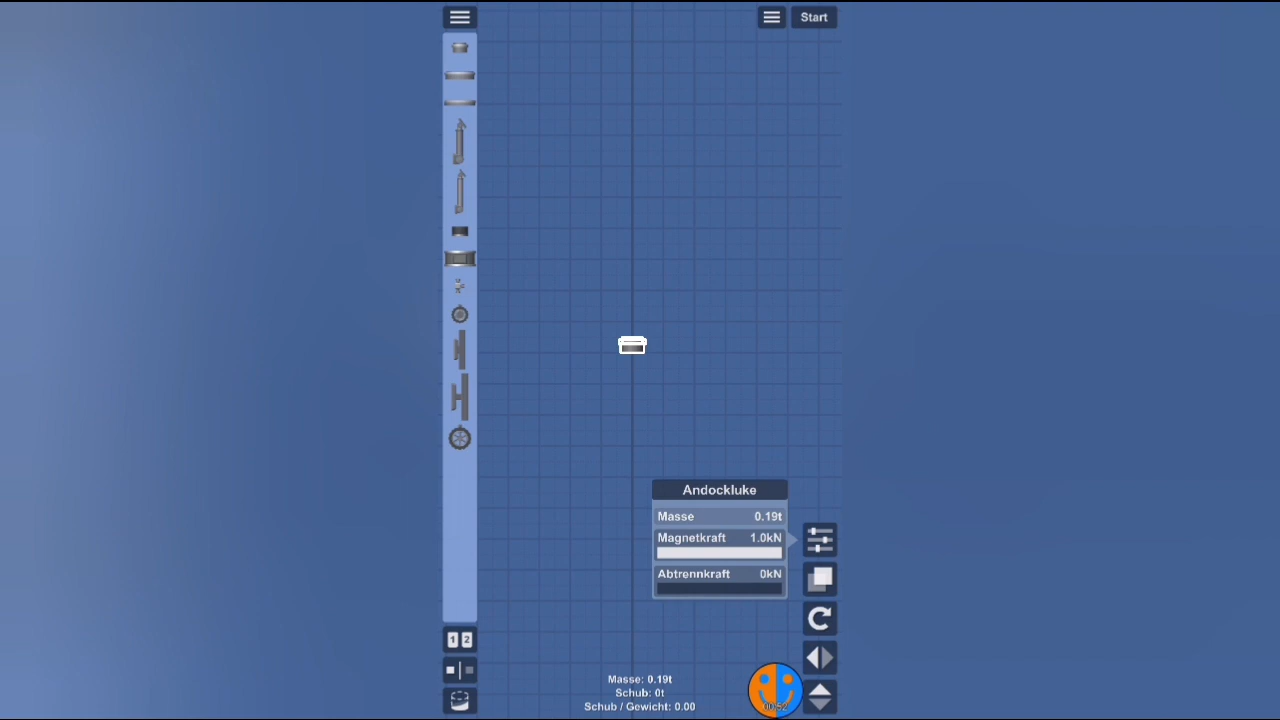 Start
1 2
Andockluke
Masse 0.19t
Magnetkraft 1.0kN
Abtrennkraft 0kN
Masse: 0.19t
Schub: 0t
Schub / Gewicht: 0.00